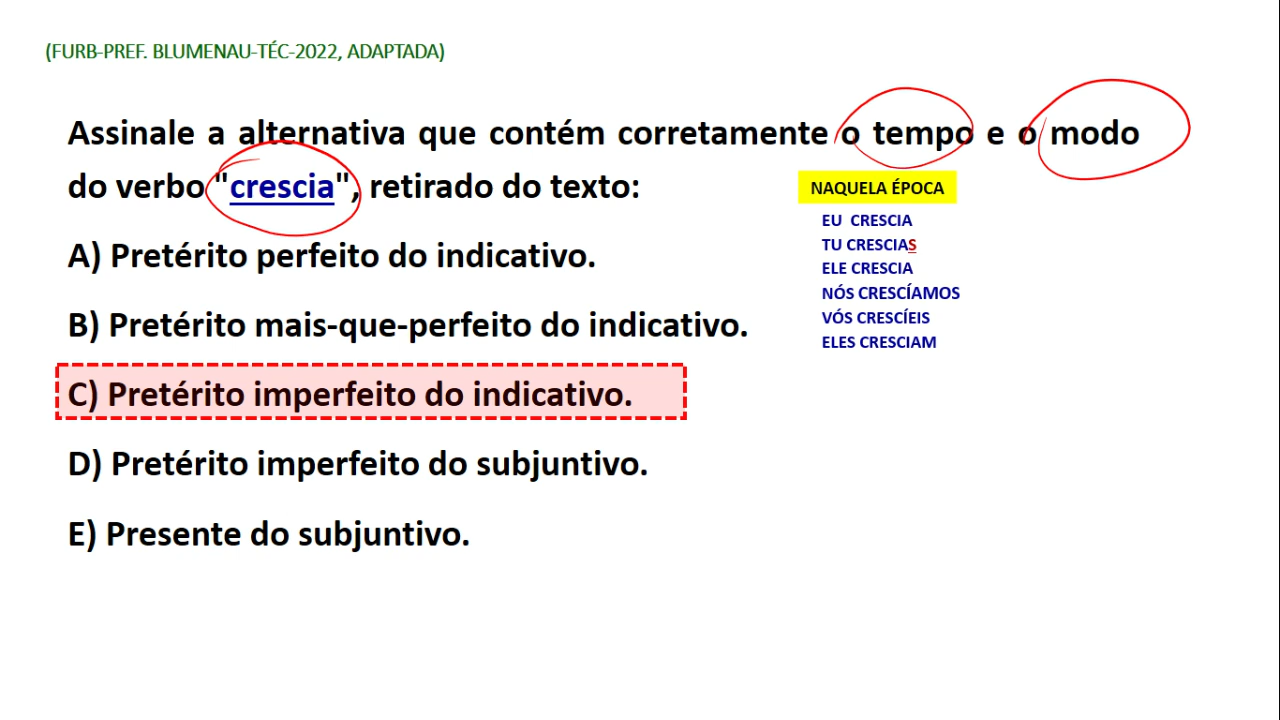 (FURB-PREF. BLUMENAU-TÉC-2022, ADAPTADA)
Assinale a alternativa que contém corretamente o tempo e o modo
do verbo "crescia", retirado do texto:
NAQUELA ÉPOCA
EU CRESCIA
TU CRESCIAS
ELE CRESCIA
NÓS CRESCÍAMOS
VÓS CRESCÍEIS
ELES CRESCIAM
A) Pretérito perfeito do indicativo.
B) Pretérito mais-que-perfeito do indicativo.
C) Pretérito imperfeito do indicativo.
D) Pretérito imperfeito do subjuntivo.
E) Presente do subjuntivo.